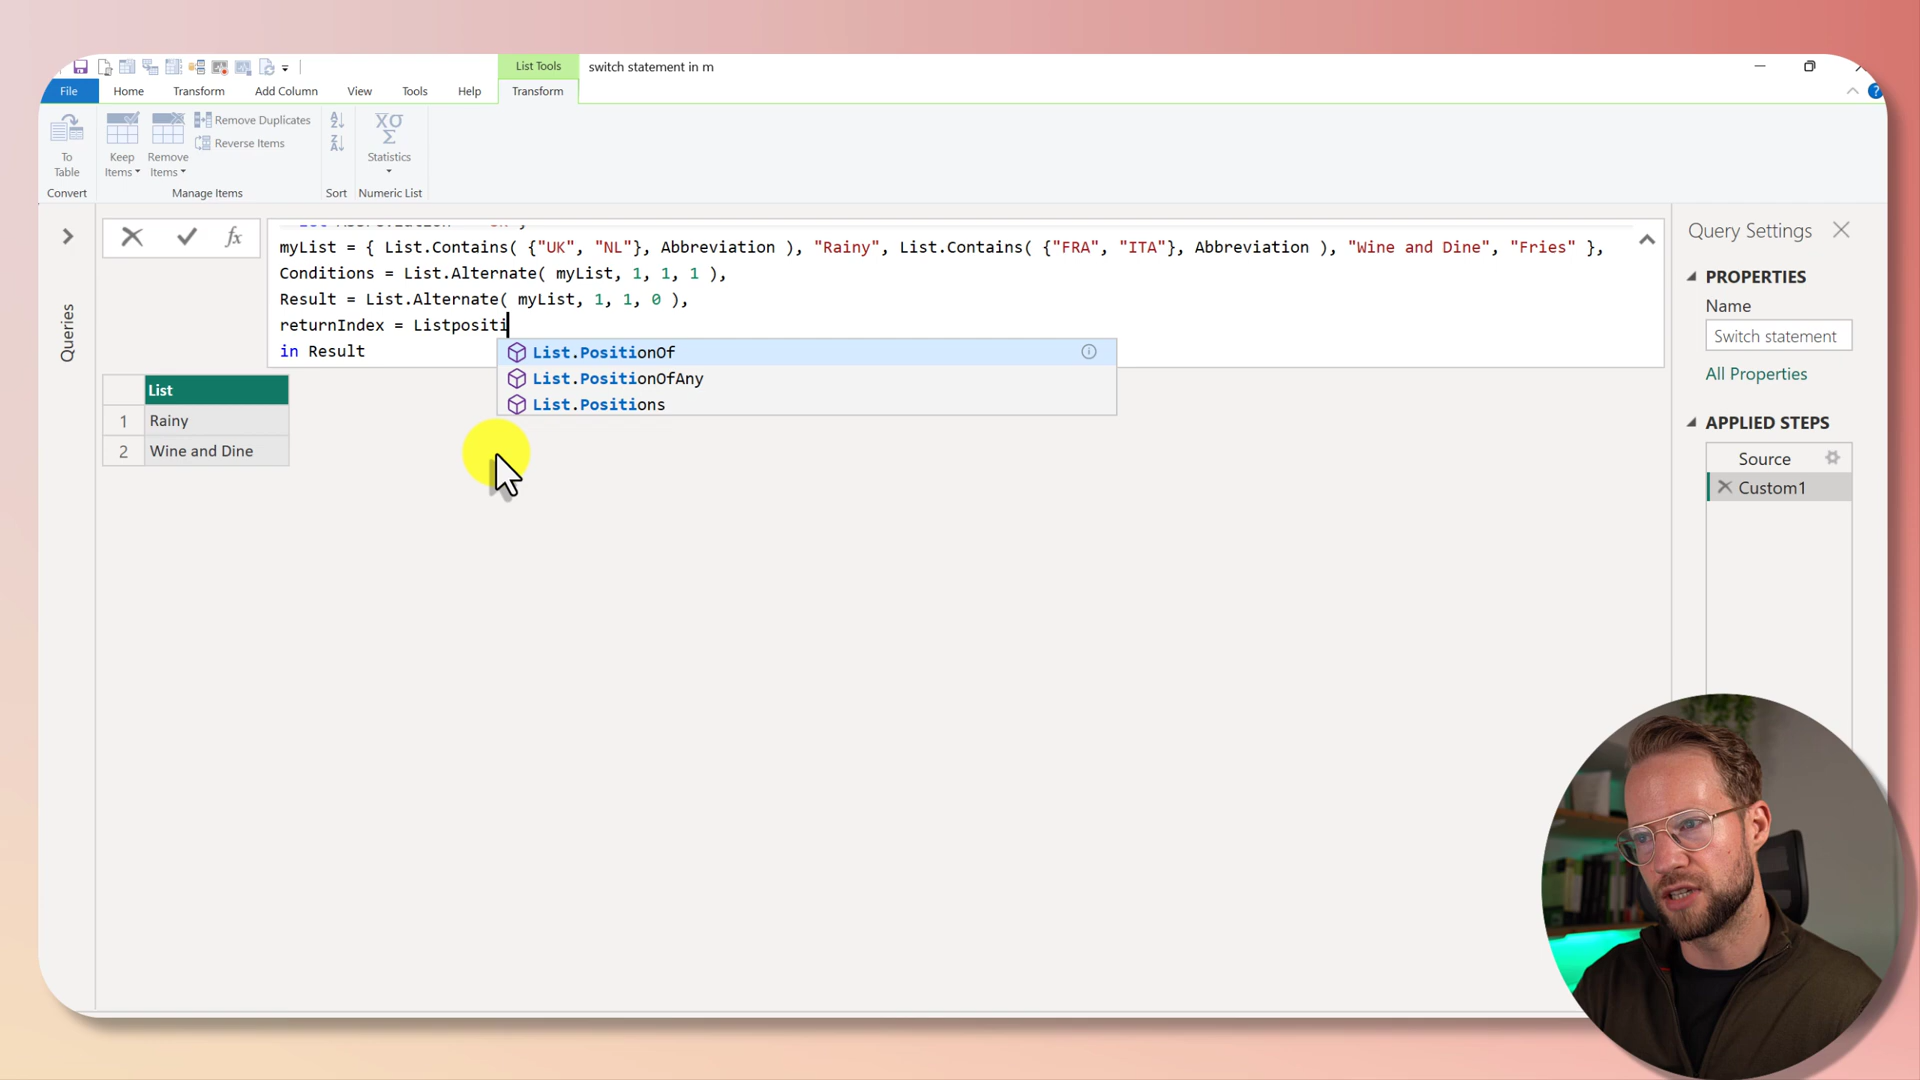 List Tools
switch statement in m
File
Home
Transform
Add Column
View
Tools
Help
Transform
To Table
Keep Items
Remove Items
Remove Duplicates
Reverse Items
Statistics
Convert
Manage Items
Sort
Numeric List
Queries
myList = { List.Contains( {"UK", "NL"}, Abbreviation ), "Rainy", List.Contains( {"FRA", "ITA"}, Abbreviation ), "Wine and Dine", "Fries" },
Conditions = List.Alternate( myList, 1, 1, 1 ),
Result = List.Alternate( myList, 1, 1, 0 ),
returnIndex = Listpositi
in Result
List.PositionOf
List.PositionOfAny
List.Positions
List
1 Rainy
2 Wine and Dine
Query Settings
PROPERTIES
Name
Switch statement
All Properties
APPLIED STEPS
Source
Custom1